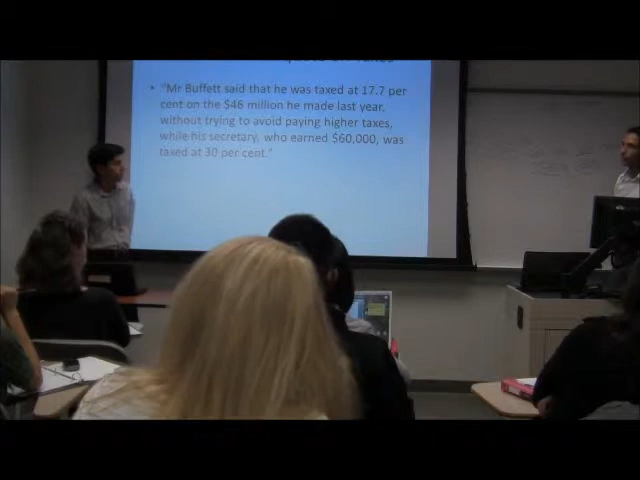 • "Mr Buffett said that he was taxed at 17.7 per
cent on the $46 million he made last year,
without trying to avoid paying higher taxes,
while his secretary, who earned $60,000, was
taxed at 30 per cent."